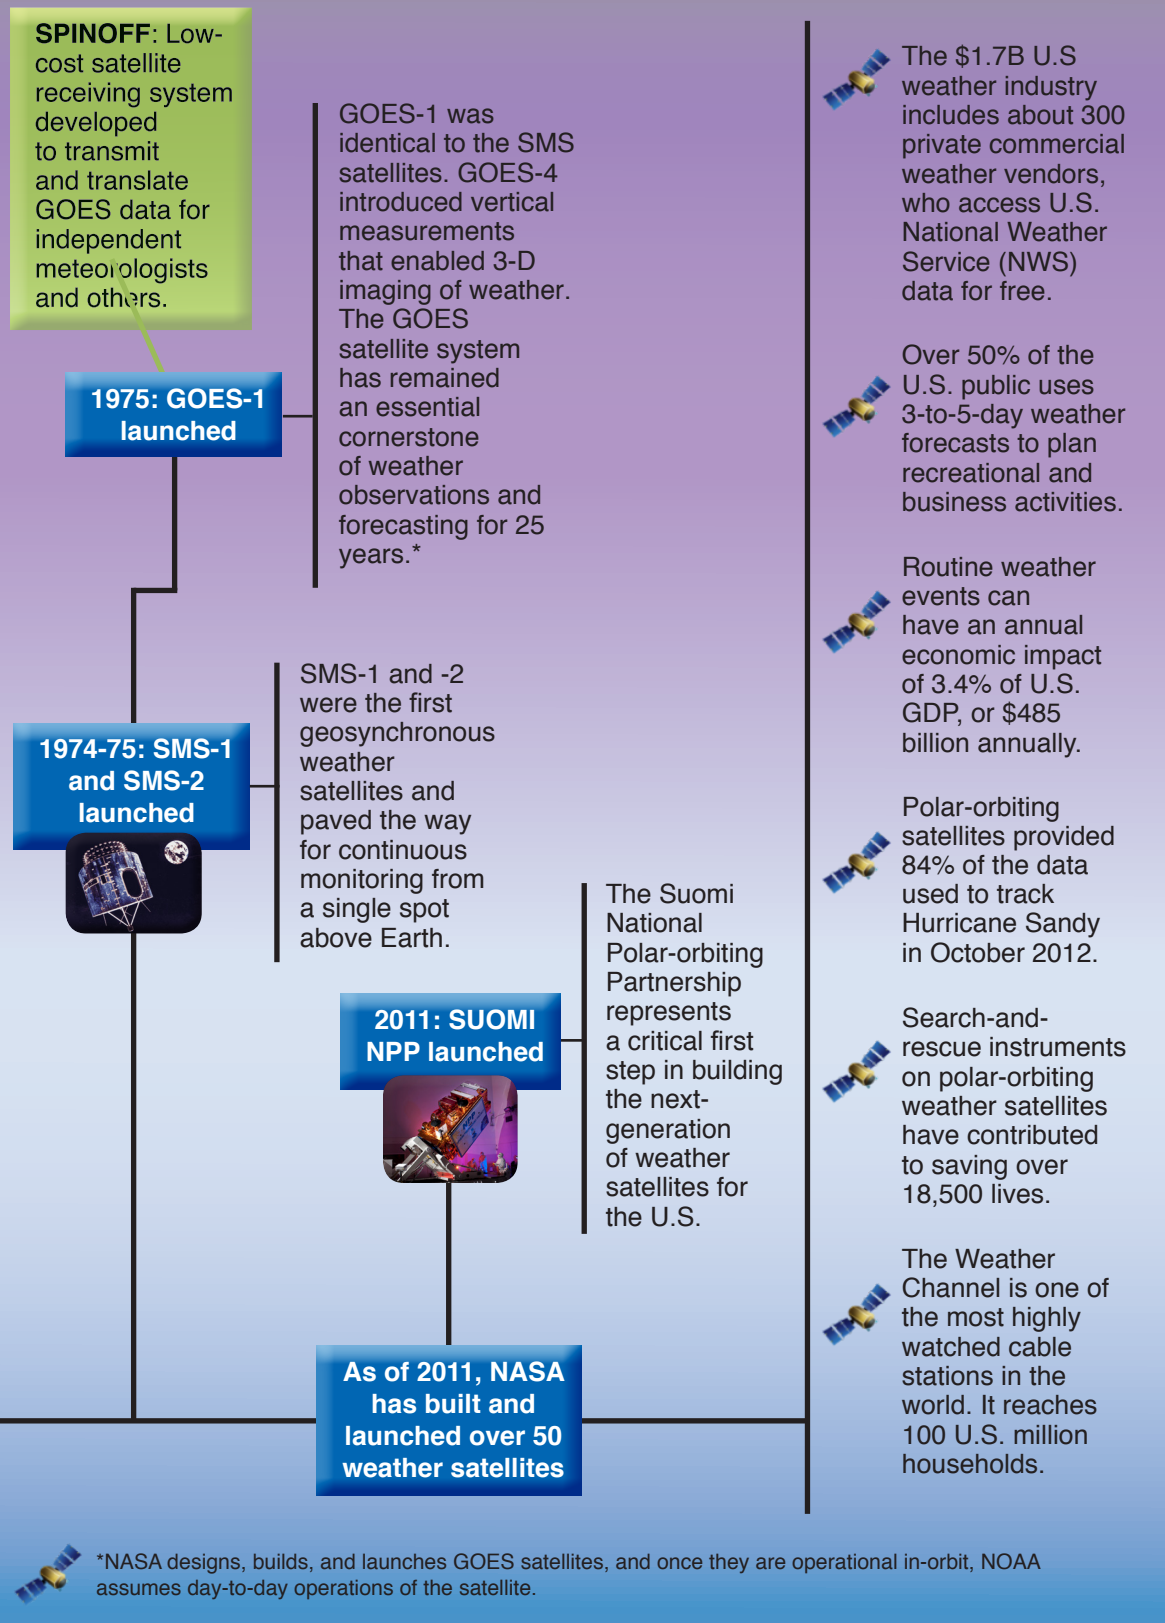 SPINOFF: Low-
cost satellite
receiving system
developed
to transmit
and translate
GOES data for
independent
meteorologists
and others.
1975: GOES-1
launched
GOES-1 was
identical to the SMS
satellites. GOES-4
introduced vertical
measurements
that enabled 3-D
imaging of weather.
The GOES
satellite system
has remained
an essential
cornerstone
of weather
observations and
forecasting for 25
years.*
1974-75: SMS-1
and SMS-2
launched
SMS-1 and -2
were the first
geosynchronous
weather
satellites and
paved the way
for continuous
monitoring from
a single spot
above Earth.
2011: SUOMI
NPP launched
NPP
The Suomi
National
Polar-orbiting
Partnership
represents
a critical first
step in building
the next-
generation
of weather
satellites for
the U.S.
As of 2011, NASA
has built and
launched over 50
weather satellites
The $1.7B U.S
weather industry
includes about 300
private commercial
weather vendors,
who access U.S.
National Weather
Service (NWS)
data for free.
Over 50% of the
U.S. public uses
3-to-5-day weather
forecasts to plan
recreational and
business activities.
Routine weather
events can
have an annual
economic impact
of 3.4% of U.S.
GDP, or $485
billion annually.
Polar-orbiting
satellites provided
84% of the data
used to track
Hurricane Sandy
in October 2012.
Search-and-
rescue instruments
on polar-orbiting
weather satellites
have contributed
to saving over
18,500 lives.
The Weather
Channel is one of
the most highly
watched cable
stations in the
world. It reaches
100 U.S. million
households.
*NASA designs, builds, and launches GOES satellites, and once they are operational in-orbit, NOAA
assumes day-to-day operations of the satellite.